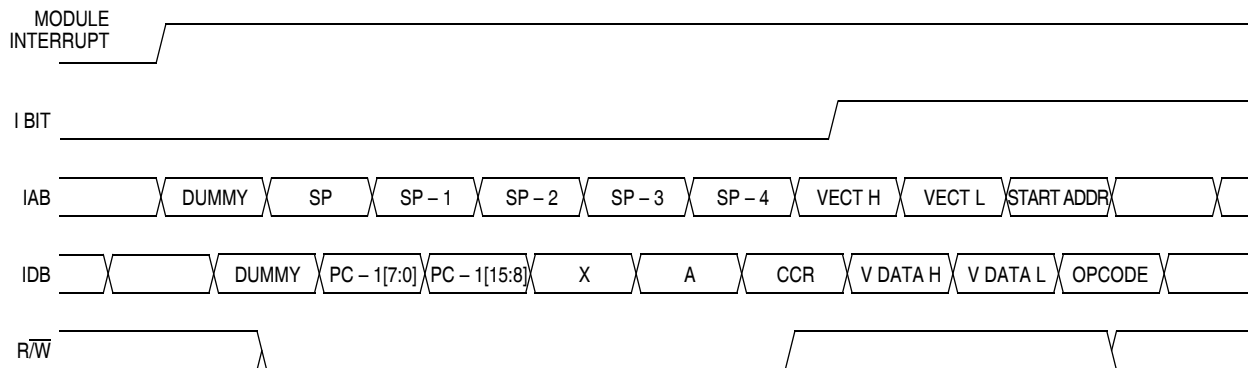 MODULE
INTERRUPT
I BIT
IAB DUMMY SP SP – 1 SP – 2 SP – 3 SP – 4 VECT H VECT L START ADDR
IDB DUMMY PC – 1[7:0] PC – 1[15:8] X A CCR V DATA H V DATA L OPCODE
R/W̅